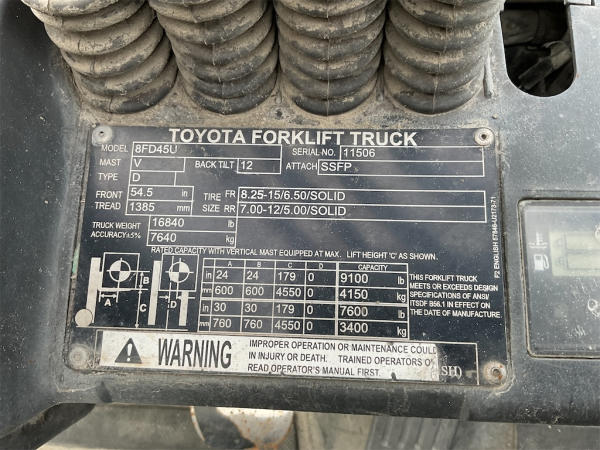 TOYOTA FORKLIFT TRUCK
MODEL 8FD45U SERIAL-NO. 11506
MAST V BACK TILT 12 ATTACH SSFP
TYPE D
FRONT 54.5 in TIRE FR 8.25-15/6.50/SOLID
TREAD 1385 mm SIZE RR 7.00-12/5.00/SOLID
TRUCK WEIGHT 16840 lb
ACCURACY±5% 7640 kg
RATED CAPACITY WITH VERTICAL MAST EQUIPPED AT MAX. LIFT HEIGHT 'C' AS SHOWN.
A B C D CAPACITY
in 24 24 179 0 9100 lb
mm 600 600 4550 0 4150 kg
in 30 30 179 0 7600 lb
mm 760 760 4550 0 3400 kg
A B C D
THIS FORKLIFT TRUCK
MEETS OR EXCEEDS DESIGN
SPECIFICATIONS OF ANSI/
ITSDF B56.1 IN EFFECT ON
THE DATE OF MANUFACTURE.
WARNING
IMPROPER OPERATION OR MAINTENANCE COULD
IN INJURY OR DEATH. TRAINED OPERATORS
READ OPERATOR'S MANUAL FIRST.
F2 ENGLISH 57846-U2173-71
E